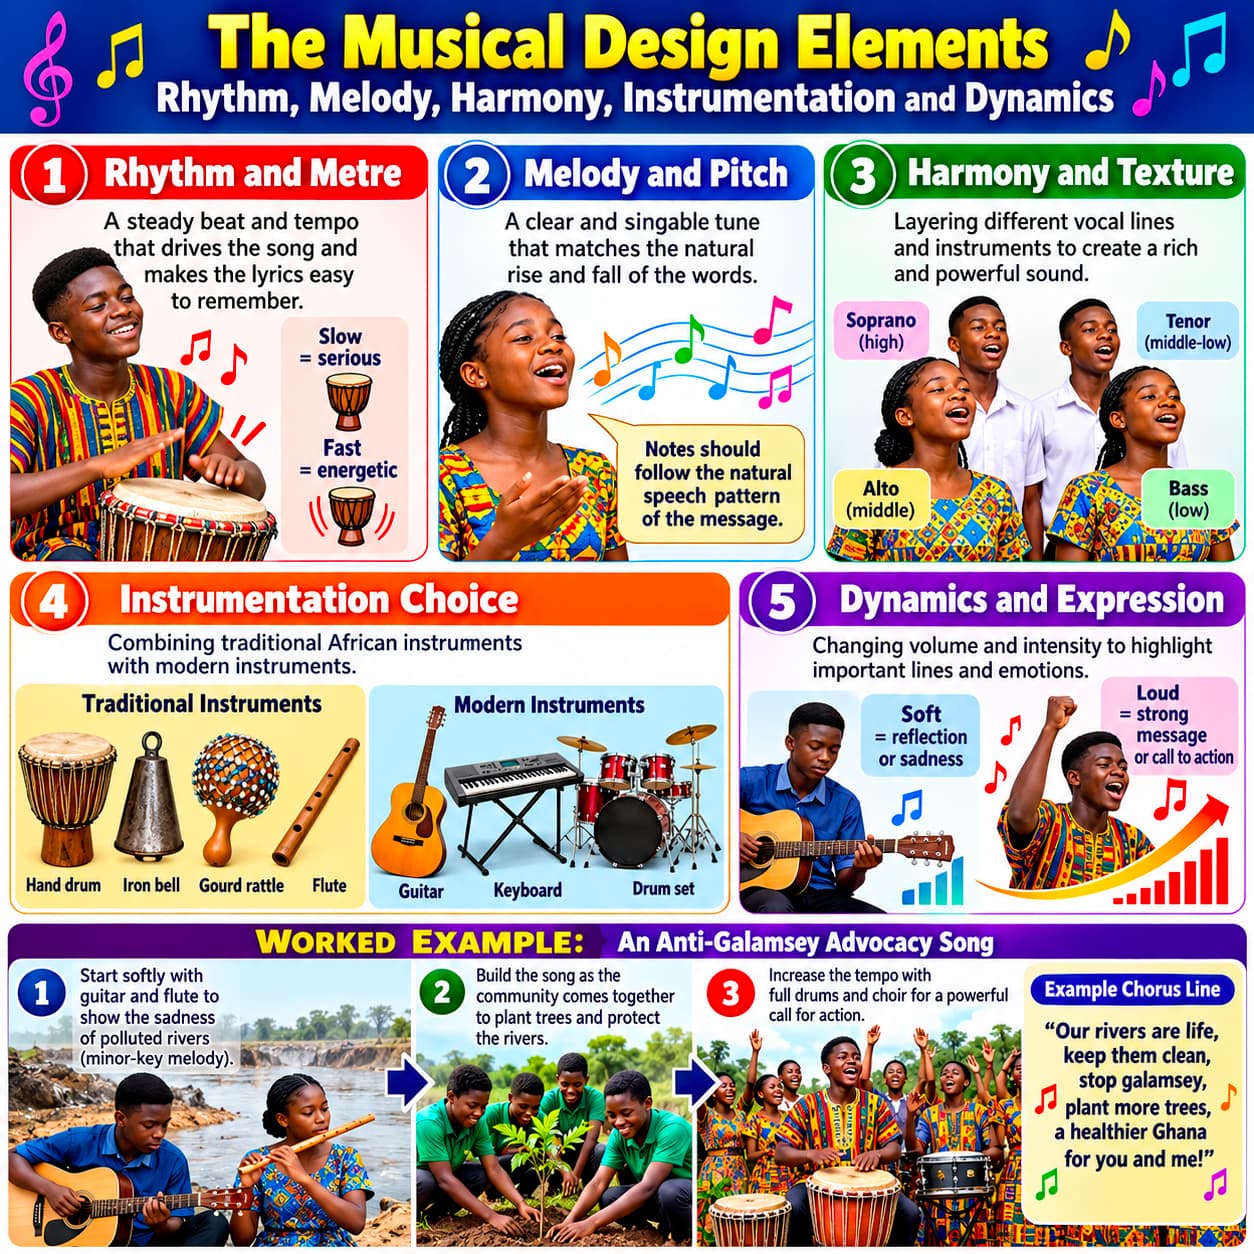 The Musical Design Elements
Rhythm, Melody, Harmony, Instrumentation and Dynamics
1 Rhythm and Metre
A steady beat and tempo
that drives the song and
makes the lyrics easy
to remember.
Slow
= serious
Fast
= energetic
2 Melody and Pitch
A clear and singable tune
that matches the natural
rise and fall of the words.
Notes should
follow the natural
speech pattern
of the message.
3 Harmony and Texture
Layering different vocal lines
and instruments to create a rich
and powerful sound.
Soprano
(high)
Tenor
(middle-low)
Alto
(middle)
Bass
(low)
4 Instrumentation Choice
Combining traditional African instruments
with modern instruments.
Traditional Instruments
Hand drum
Iron bell
Gourd rattle
Flute
Modern Instruments
Guitar
Keyboard
Drum set
5 Dynamics and Expression
Changing volume and intensity to highlight
important lines and emotions.
Soft
= reflection
or sadness
Loud
= strong
message
or call to action
WORKED EXAMPLE: An Anti-Galamsey Advocacy Song
1
Start softly with
guitar and flute to
show the sadness
of polluted rivers
(minor-key melody).
2
Build the song as the
community comes together
to plant trees and protect
the rivers.
3
Increase the tempo with
full drums and choir for a powerful
call for action.
Example Chorus Line
“Our rivers are life,
keep them clean,
stop galamsey,
plant more trees,
a healthier Ghana
for you and me!”